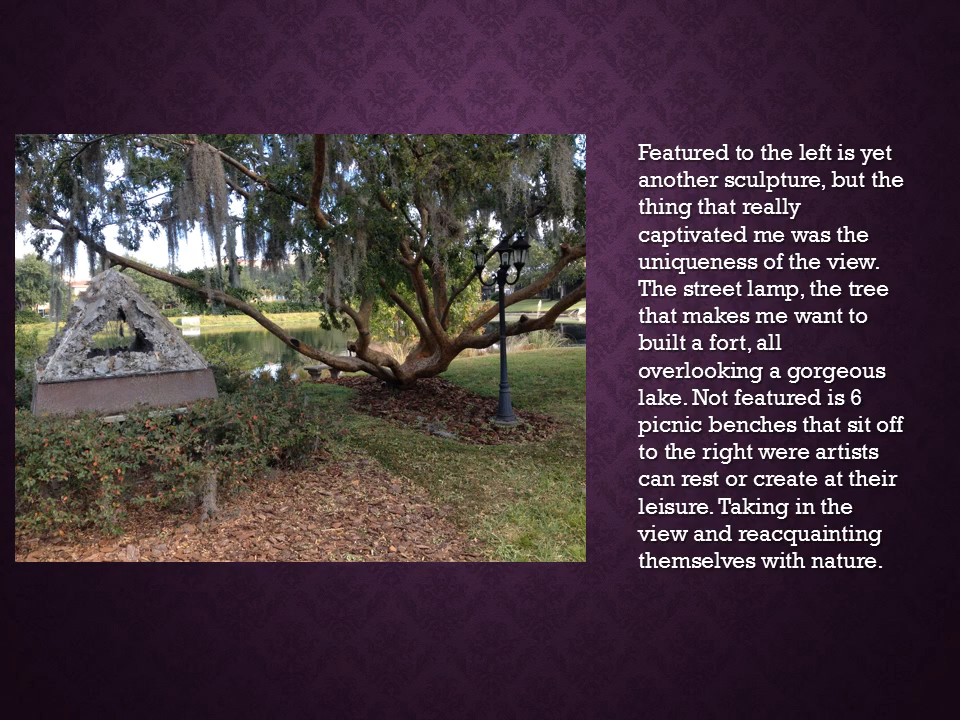 Featured to the left is yet
another sculpture, but the
thing that really
captivated me was the
uniqueness of the view.
The street lamp, the tree
that makes me want to
built a fort, all
overlooking a gorgeous
lake. Not featured is 6
picnic benches that sit off
to the right were artists
can rest or create at their
leisure. Taking in the
view and reacquainting
themselves with nature.